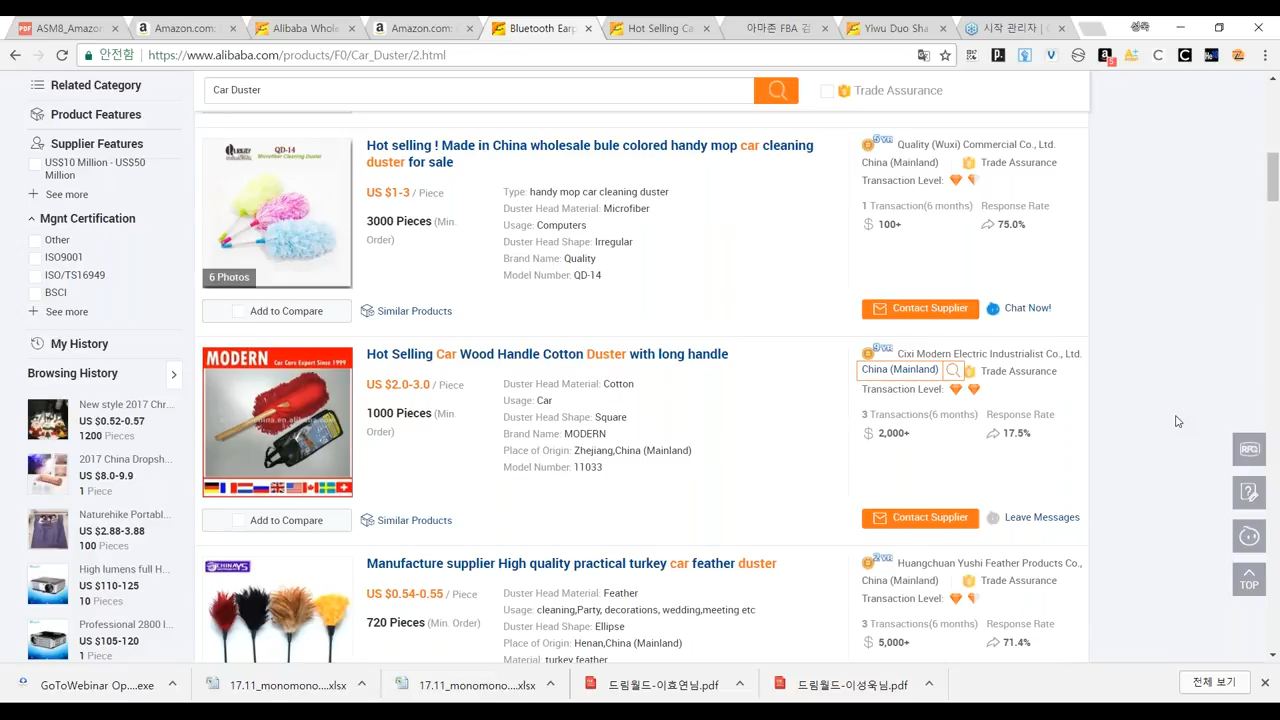 ASM8_Amazo
Amazon.com:
Alibaba Whole
Amazon.com:
Bluetooth Earp
Hot Selling Ca
아마존 FBA 검
Yiwu Duo Sha
시작 관리자 | G
성욱
안전함
https://www.alibaba.com/products/F0/Car_Duster/2.html
Related Category
Product Features
Supplier Features
US$10 Million - US$50
Million
See more
Mgnt Certification
Other
ISO9001
ISO/TS16949
BSCI
See more
My History
Browsing History
New style 2017 Chr...
US $0.52-0.57
1200 Pieces
2017 China Dropsh...
US $8.0-9.9
1 Piece
Naturehike Portabl...
US $2.88-3.88
100 Pieces
High lumens full H...
US $110-125
10 Pieces
Professional 2800 l...
US $105-120
1 Piece
Car Duster
Trade Assurance
Quality
QD-14
Microfiber Cleaning Duster
6 Photos
Hot selling ! Made in China wholesale bule colored handy mop car cleaning
duster for sale
US $1-3 / Piece
3000 Pieces (Min.
Order)
Type: handy mop car cleaning duster
Duster Head Material: Microfiber
Usage: Computers
Duster Head Shape: Irregular
Brand Name: Quality
Model Number: QD-14
Quality (Wuxi) Commercial Co., Ltd.
China (Mainland)
Trade Assurance
Transaction Level:
1 Transaction(6 months)
Response Rate
100+
75.0%
Add to Compare
Similar Products
Contact Supplier
Chat Now!
MODERN Car Care Expert Since 1999
Hot Selling Car Wood Handle Cotton Duster with long handle
US $2.0-3.0 / Piece
1000 Pieces (Min.
Order)
Duster Head Material: Cotton
Usage: Car
Duster Head Shape: Square
Brand Name: MODERN
Place of Origin: Zhejiang,China (Mainland)
Model Number: 11033
Cixi Modern Electric Industrialist Co., Ltd.
China (Mainland)
Trade Assurance
Transaction Level:
3 Transactions(6 months)
Response Rate
2,000+
17.5%
Add to Compare
Similar Products
Contact Supplier
Leave Messages
Manufacture supplier High quality practical turkey car feather duster
US $0.54-0.55 / Piece
720 Pieces (Min. Order)
Duster Head Material: Feather
Usage: cleaning,Party, decorations, wedding,meeting etc
Duster Head Shape: Ellipse
Place of Origin: Henan,China (Mainland)
Material: turkey feather
Huangchuan Yushi Feather Products Co.,
China (Mainland)
Trade Assurance
Transaction Level:
3 Transactions(6 months)
Response Rate
5,000+
71.4%
RFQ
TOP
GoToWebinar Op....exe
17.11_monomono....xlsx
17.11_monomono....xlsx
드림월드-이효연님.pdf
드림월드-이성욱님.pdf
전체 보기